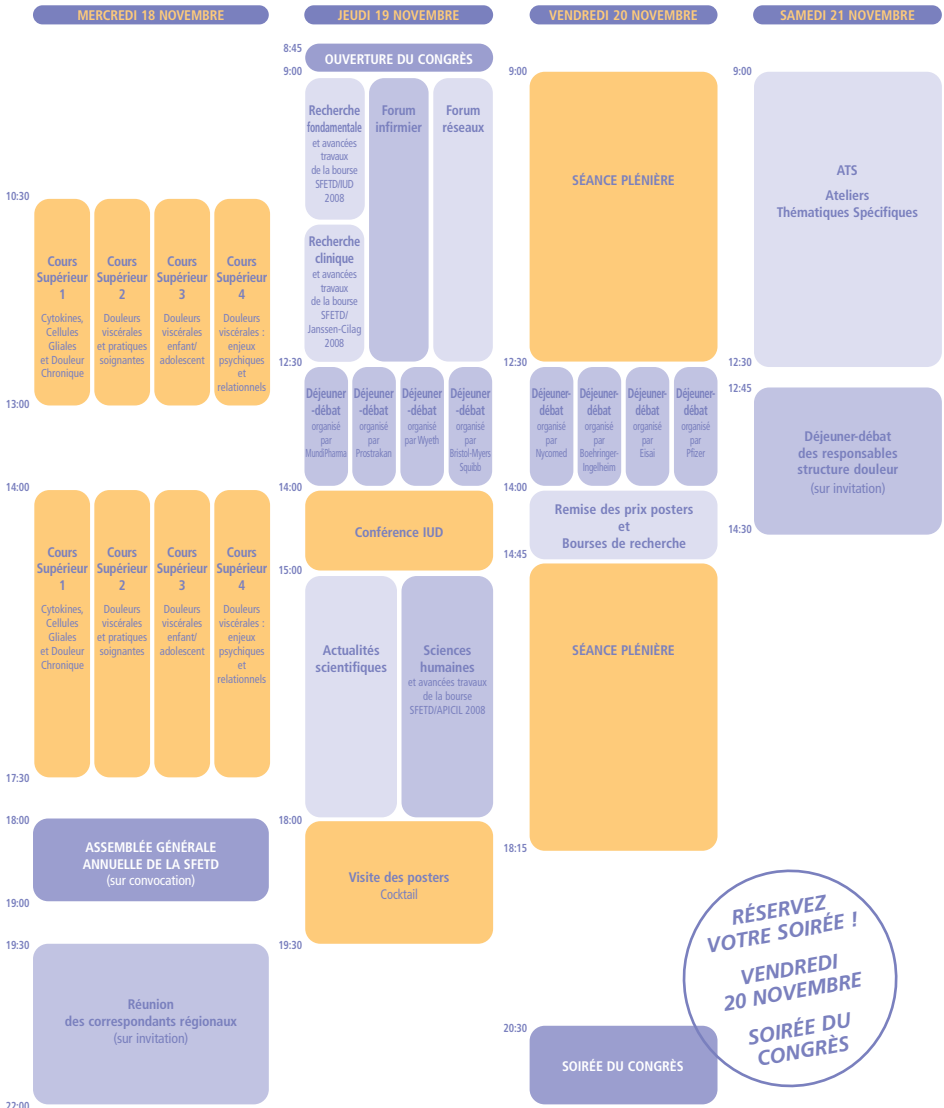 MERCREDI 18 NOVEMBRE
10:30
Cours
Supérieur
1
Cytokines,
Cellules
Gliales
et Douleur
Chronique
Cours
Supérieur
2
Douleurs
viscérales
et pratiques
soignantes
Cours
Supérieur
3
Douleurs
viscérales
enfant/
adolescent
Cours
Supérieur
4
Douleurs
viscérales :
enjeux
psychiques
et
relationnels
13:00
14:00
Cours
Supérieur
1
Cytokines,
Cellules
Gliales
et Douleur
Chronique
Cours
Supérieur
2
Douleurs
viscérales
et pratiques
soignantes
Cours
Supérieur
3
Douleurs
viscérales
enfant/
adolescent
Cours
Supérieur
4
Douleurs
viscérales :
enjeux
psychiques
et
relationnels
17:30
18:00
ASSEMBLÉE GÉNÉRALE
ANNUELLE DE LA SFETD
(sur convocation)
19:00
19:30
Réunion
des correspondants régionaux
(sur invitation)
22:00
JEUDI 19 NOVEMBRE
8:45
OUVERTURE DU CONGRÈS
9:00
Recherche
fondamentale
et avancées
travaux
de la bourse
SFETD/IUD
2008
Recherche
clinique
et avancées
travaux
de la bourse
SFETD/
Janssen-Cilag
2008
Forum
infirmier
Forum
réseaux
12:30
Déjeuner
-débat
organisé
par
MundiPharma
Déjeuner
-débat
organisé
par
Prostrakan
Déjeuner
-débat
organisé
par Wyeth
Déjeuner
-débat
organisé
par
Bristol-Myers
Squibb
14:00
Conférence IUD
15:00
Actualités
scientifiques
Sciences
humaines
et avancées travaux
de la bourse
SFETD/APICIL 2008
18:00
Visite des posters
Cocktail
19:30
VENDREDI 20 NOVEMBRE
9:00
SÉANCE PLÉNIÈRE
12:30
Déjeuner-
débat
organisé
par
Nycomed
Déjeuner-
débat
organisé
par
Boehringer-
Ingelheim
Déjeuner-
débat
organisé
par
Eisai
Déjeuner-
débat
organisé
par
Pfizer
14:00
Remise des prix posters
et
Bourses de recherche
14:45
SÉANCE PLÉNIÈRE
18:15
20:30
SOIRÉE DU CONGRÈS
SAMEDI 21 NOVEMBRE
9:00
ATS
Ateliers
Thématiques Spécifiques
12:30
12:45
Déjeuner-débat
des responsables
structure douleur
(sur invitation)
14:30
RÉSERVEZ
VOTRE SOIRÉE !
VENDREDI
20 NOVEMBRE
SOIRÉE DU
CONGRÈS